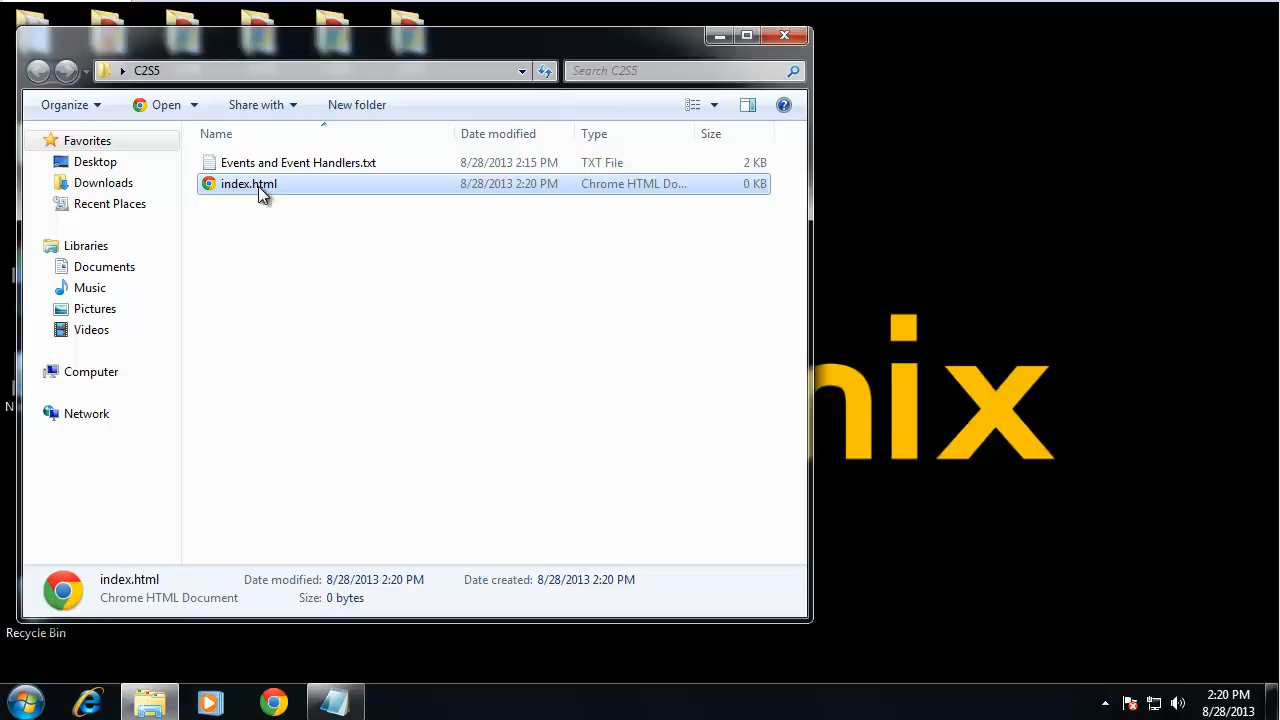 C2S5
Search C2S5
Organize
Open
Share with
New folder
Name
Date modified
Type
Size
Favorites
Desktop
Downloads
Recent Places
Libraries
Documents
Music
Pictures
Videos
Computer
Network
Events and Event Handlers.txt 8/28/2013 2:15 PM TXT File 2 KB
index.html 8/28/2013 2:20 PM Chrome HTML Do... 0 KB
nix
N
index.html Date modified: 8/28/2013 2:20 PM Date created: 8/28/2013 2:20 PM
Chrome HTML Document Size: 0 bytes
Recycle Bin
2:20 PM
8/28/2013